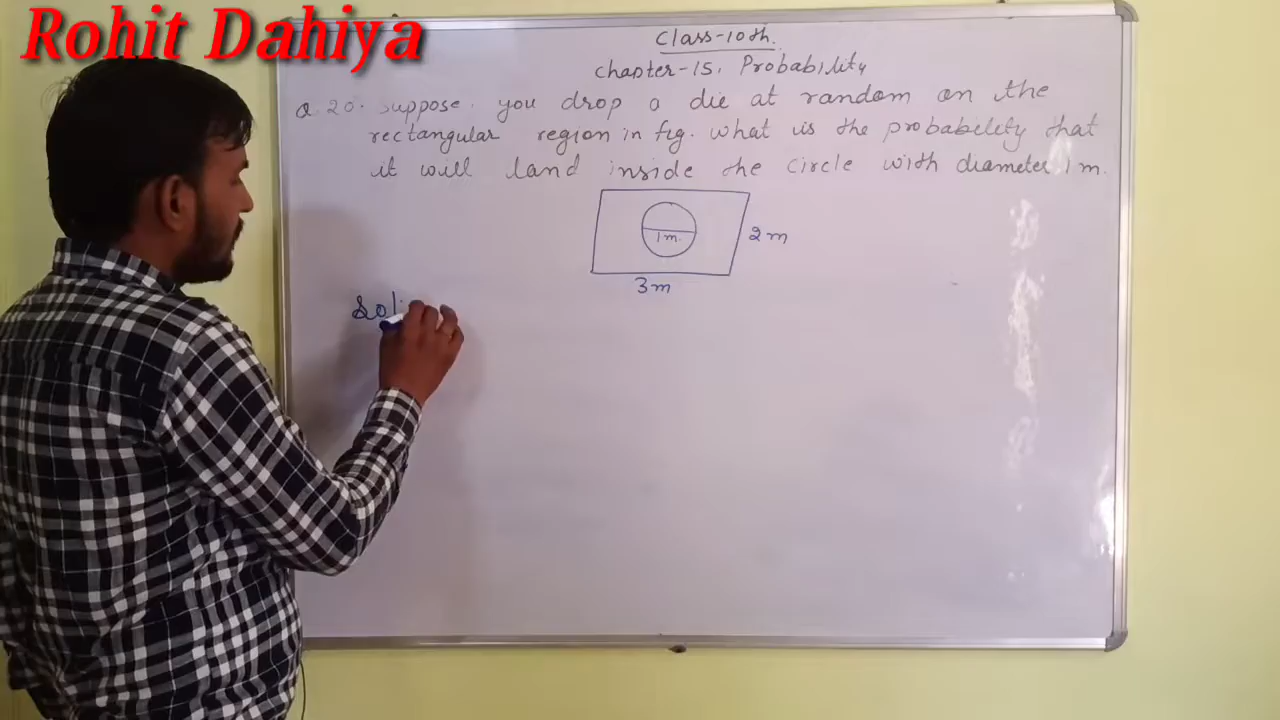 Rohit Dahiya
Class-10th.
Chapter-15, Probability
Q.20. Suppose you drop a die at random on the
rectangular region in fig. what is the probability that
it will land inside the circle with diameter 1m.
1m.
2m
3m
Sol